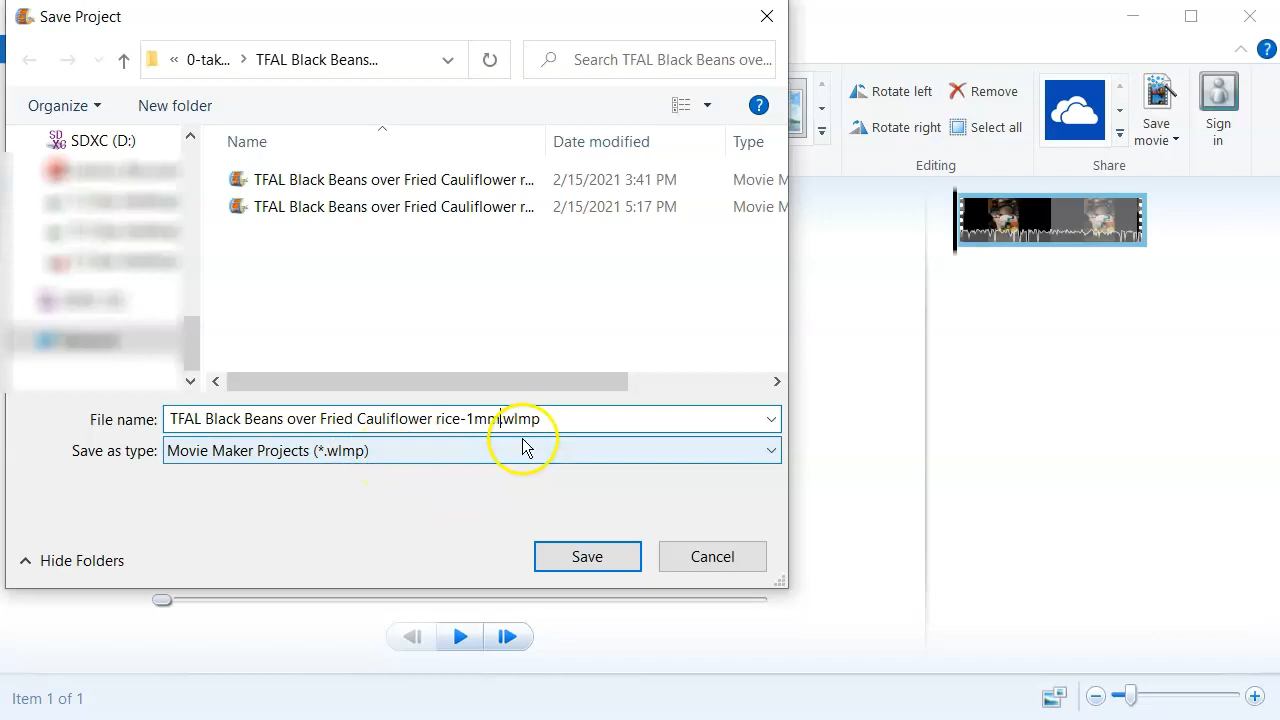 Save Project
« 0-tak... > TFAL Black Beans...
Search TFAL Black Beans ove...
Organize
New folder
SDXC (D:)
Name
Date modified
Type
TFAL Black Beans over Fried Cauliflower r... 2/15/2021 3:41 PM Movie M
TFAL Black Beans over Fried Cauliflower r... 2/15/2021 5:17 PM Movie M
File name: TFAL Black Beans over Fried Cauliflower rice-1mm.wlmp
Save as type: Movie Maker Projects (*.wlmp)
Hide Folders
Save
Cancel
Rotate left
Remove
Rotate right
Select all
Editing
Save movie
Share
Sign in
Item 1 of 1